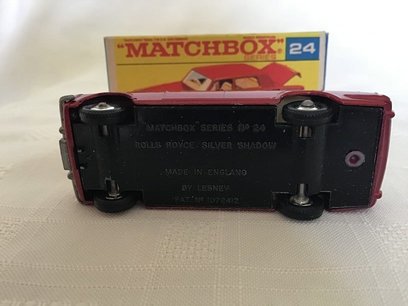 "MATCHBOX"
SERIES
24
MATCHBOX SERIES Nº 24
ROLLS ROYCE SILVER SHADOW
MADE IN ENGLAND
BY LESNEY